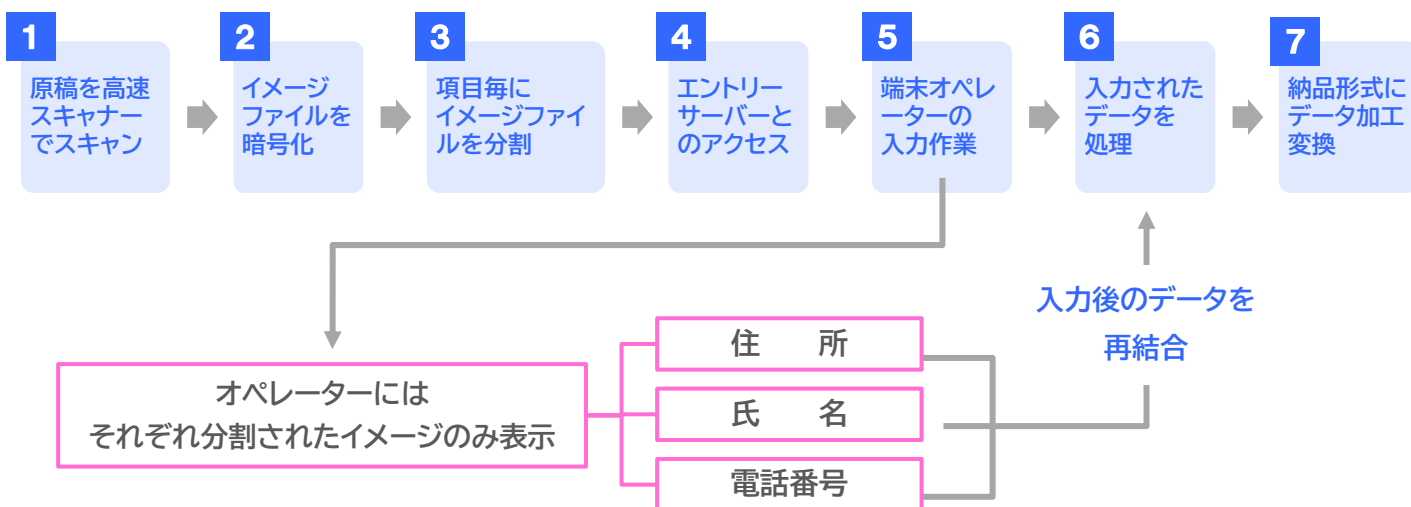 1
原稿を高速
スキャナー
でスキャン
2
イメージ
ファイルを
暗号化
3
項目毎に
イメージファイ
ルを分割
4
エントリー
サーバーと
のアクセス
5
端末オペレ
ーターの
入力作業
6
入力された
データを
処理
7
納品形式に
データ加工
変換
入力後のデータを
再結合
オペレーターには
それぞれ分割されたイメージのみ表示
住　所
氏　名
電話番号